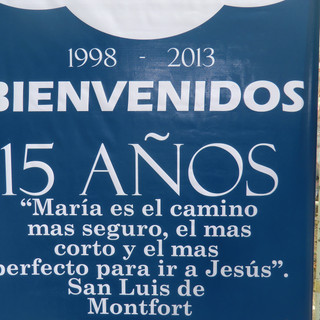 1998 - 2013
BIENVENIDOS
15 AÑOS
“María es el camino
mas seguro, el mas
corto y el mas
perfecto para ir a Jesús”.
San Luis de
Montfort